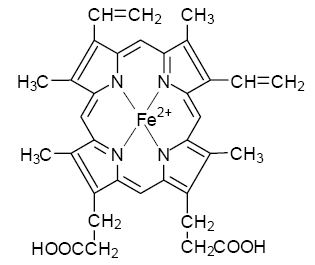 CH=CH₂ CH₃
H₃C N N CH=CH₂
Fe²⁺
H₃C N N CH₃
CH₂ CH₂
HOOCCH₂ CH₂COOH